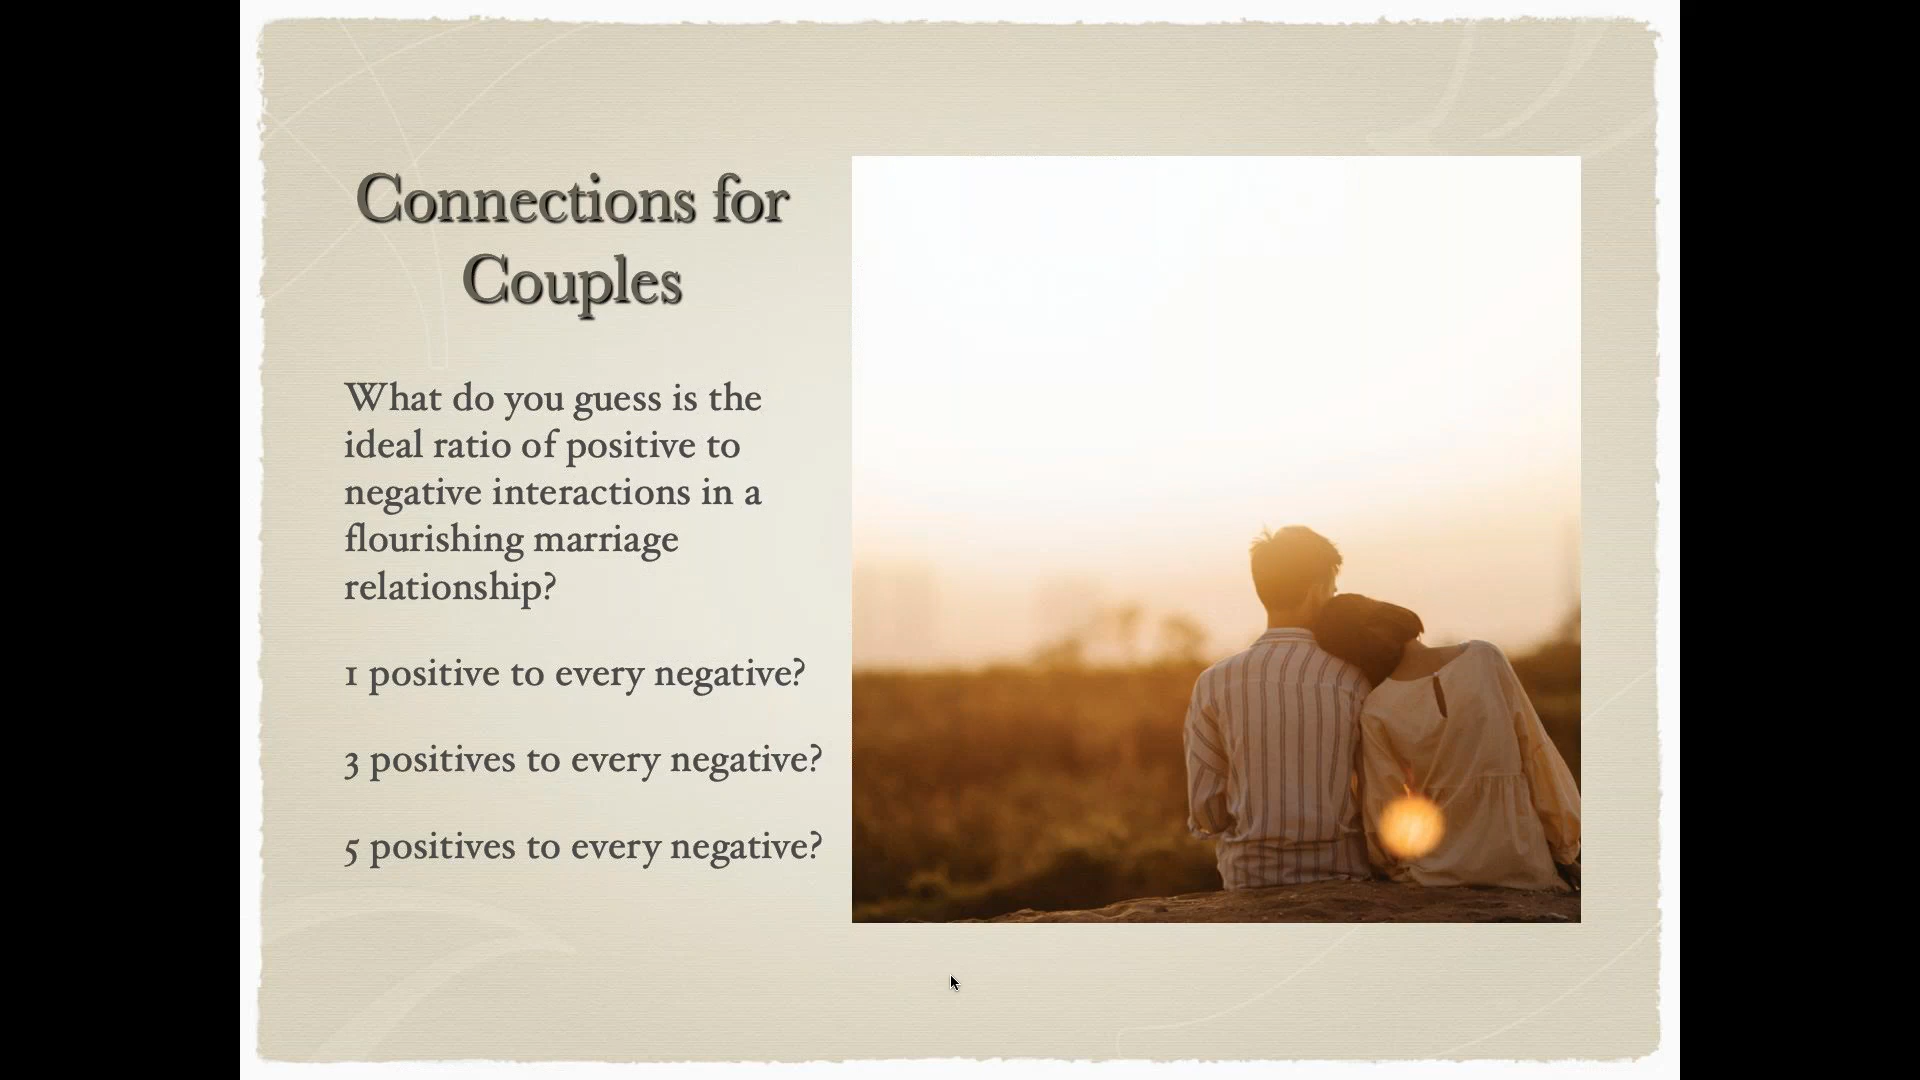 Connections for
Couples
What do you guess is the
ideal ratio of positive to
negative interactions in a
flourishing marriage
relationship?
1 positive to every negative?
3 positives to every negative?
5 positives to every negative?